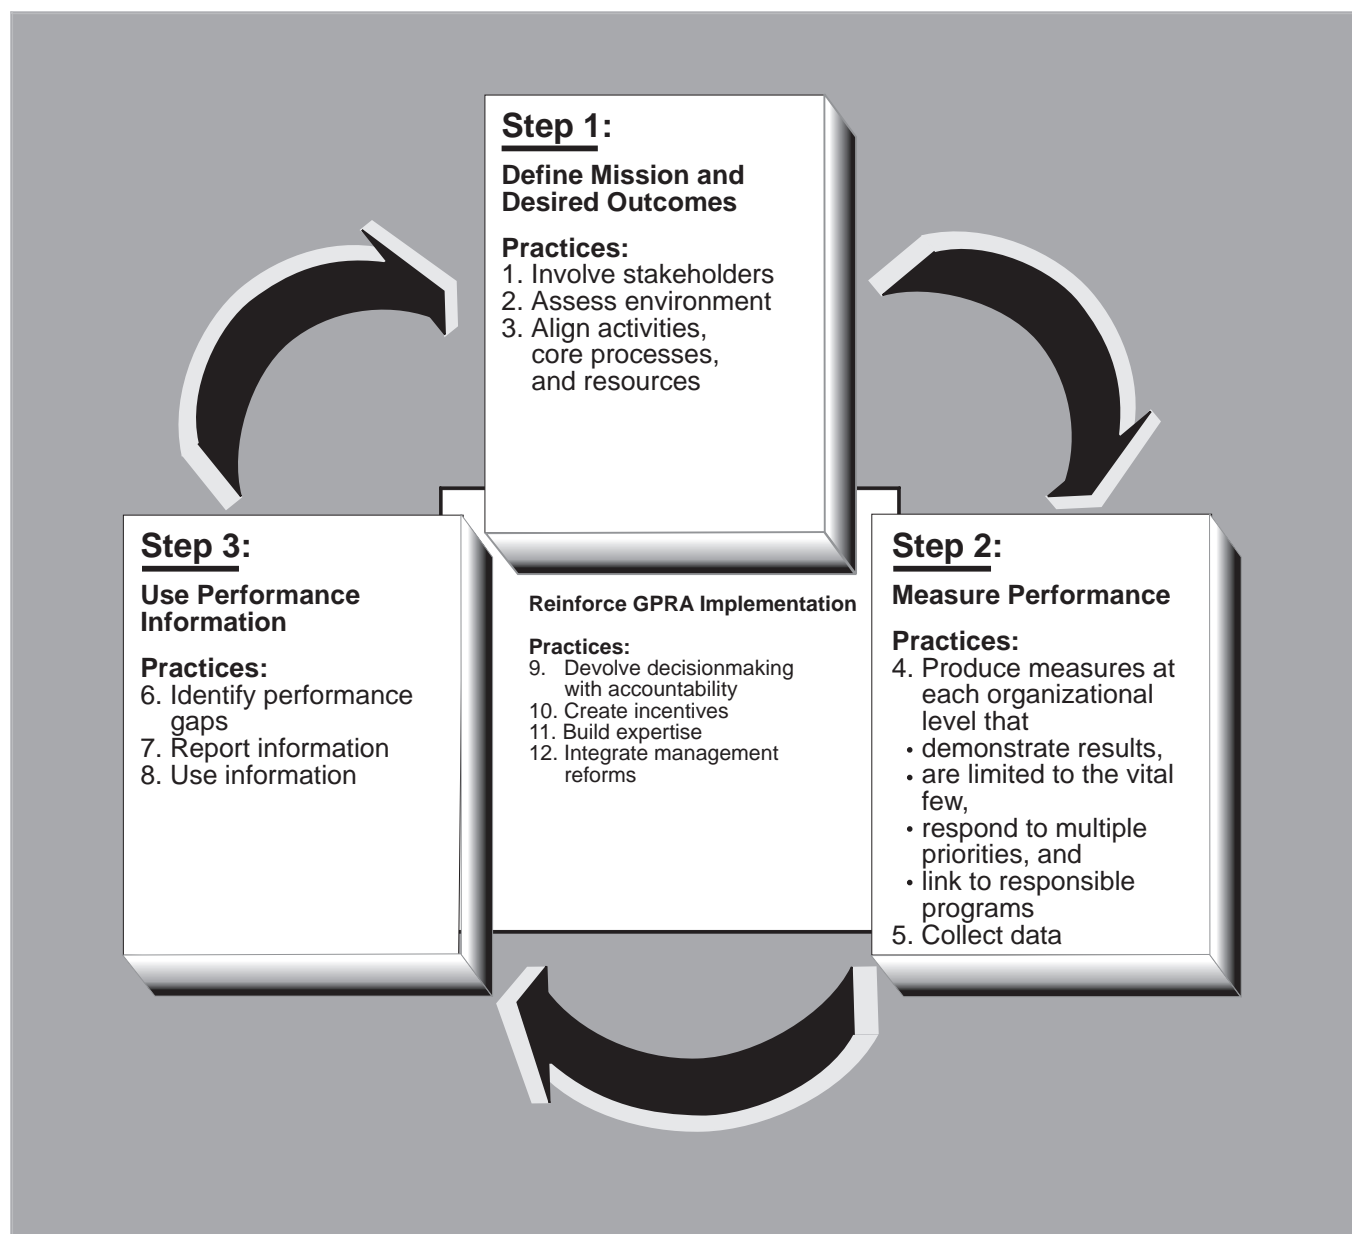 Step 1:
Define Mission and
Desired Outcomes
Practices:
1. Involve stakeholders
2. Assess environment
3. Align activities,
core processes,
and resources
Step 3:
Use Performance
Information
Practices:
6. Identify performance
gaps
7. Report information
8. Use information
Reinforce GPRA Implementation
Practices:
9. Devolve decisionmaking
with accountability
10. Create incentives
11. Build expertise
12. Integrate management
reforms
Step 2:
Measure Performance
Practices:
4. Produce measures at
each organizational
level that
• demonstrate results,
• are limited to the vital
few,
• respond to multiple
priorities, and
• link to responsible
programs
5. Collect data